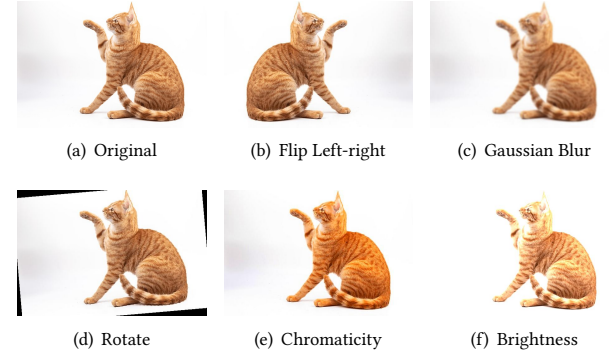 (a) Original
(b) Flip Left-right
(c) Gaussian Blur
(d) Rotate
(e) Chromaticity
(f) Brightness